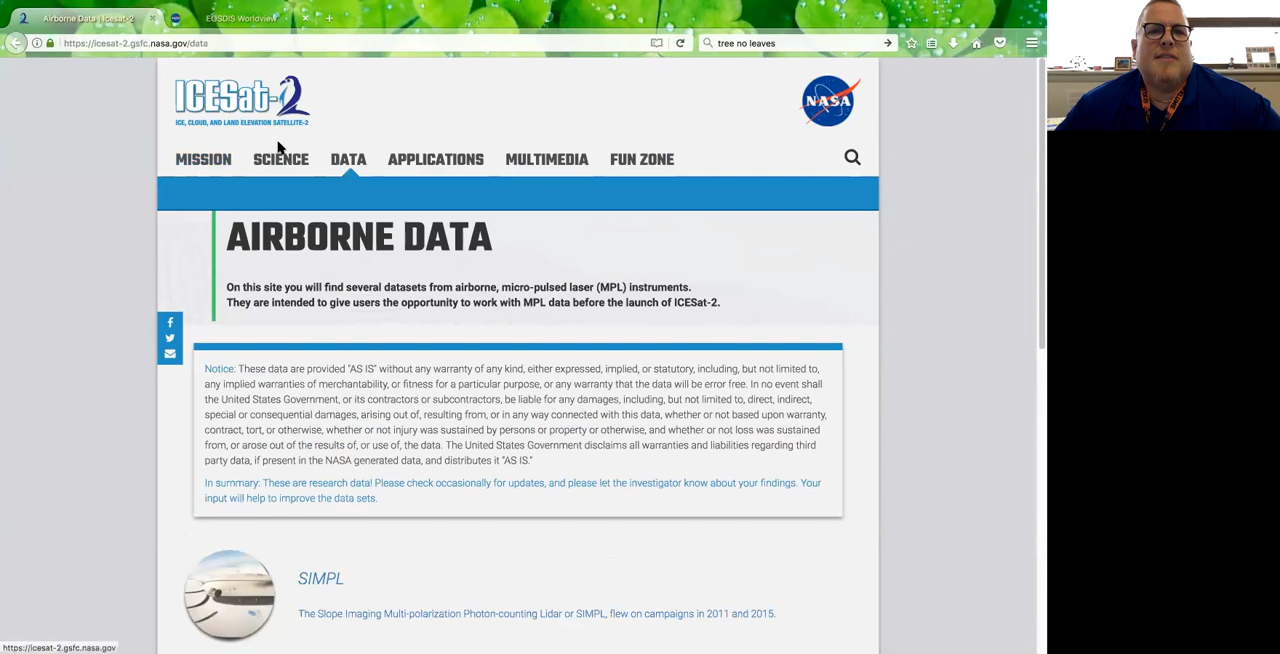 Airborne Data | Icesat-2
EOSDIS Worldview
https://icesat-2.gsfc.nasa.gov/data
tree no leaves
ICESat-2
ICE, CLOUD, AND LAND ELEVATION SATELLITE-2
NASA
MISSION SCIENCE DATA APPLICATIONS MULTIMEDIA FUN ZONE
AIRBORNE DATA
On this site you will find several datasets from airborne, micro-pulsed laser (MPL) instruments.
They are intended to give users the opportunity to work with MPL data before the launch of ICESat-2.
Notice: These data are provided "AS IS" without any warranty of any kind, either expressed, implied, or statutory, including, but not limited to,
any implied warranties of merchantability, or fitness for a particular purpose, or any warranty that the data will be error free. In no event shall
the United States Government, or its contractors or subcontractors, be liable for any damages, including, but not limited to, direct, indirect,
special or consequential damages, arising out of, resulting from, or in any way connected with this data, whether or not based upon warranty,
contract, tort, or otherwise, whether or not injury was sustained by persons or property or otherwise, and whether or not loss was sustained
from, or arose out of the results of, or use of, the data. The United States Government disclaims all warranties and liabilities regarding third
party data, if present in the NASA generated data, and distributes it "AS IS."
In summary: These are research data! Please check occasionally for updates, and please let the investigator know about your findings. Your
input will help to improve the data sets.
SIMPL
The Slope Imaging Multi-polarization Photon-counting Lidar or SIMPL, flew on campaigns in 2011 and 2015.
https://icesat-2.gsfc.nasa.gov